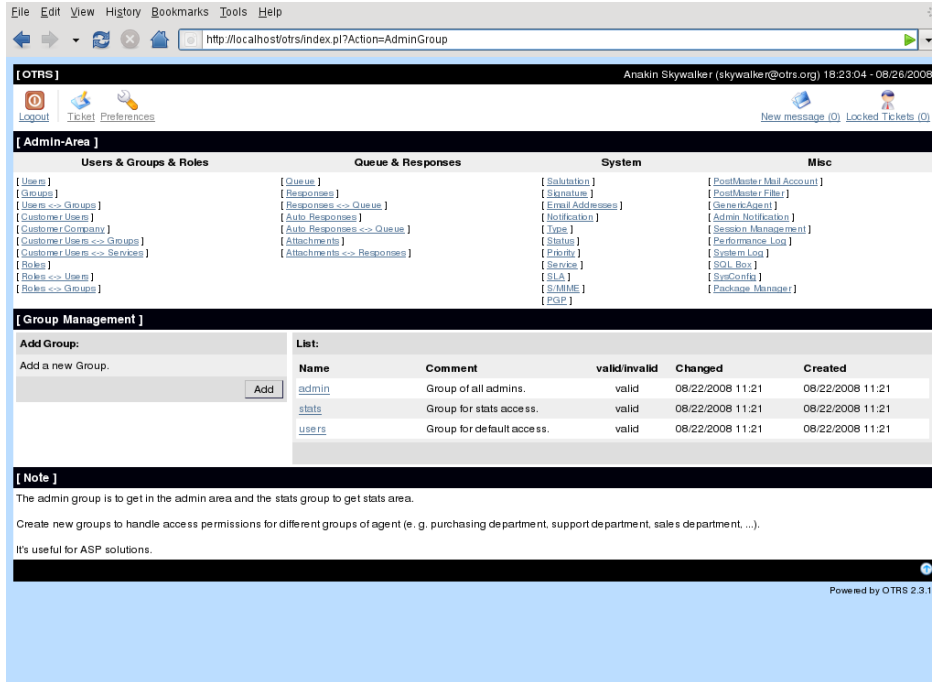 File Edit View History Bookmarks Tools Help
http://localhost/otrs/index.pl?Action=AdminGroup
[ OTRS ] Anakin Skywalker (skywalker@otrs.org) 18:23:04 - 08/26/2008
Logout Ticket Preferences New message (0) Locked Tickets (0)
[ Admin-Area ]
Users & Groups & Roles Queue & Responses System Misc
[ Users ] [ Queue ] [ Salutation ] [ PostMaster Mail Account ]
[ Groups ] [ Responses ] [ Signature ] [ PostMaster Filter ]
[ Users <-> Groups ] [ Responses <-> Queue ] [ Email Addresses ] [ GenericAgent ]
[ Customer Users ] [ Auto Responses ] [ Notification ] [ Admin Notification ]
[ Customer Company ] [ Auto Responses <-> Queue ] [ Type ] [ Session Management ]
[ Customer Users <-> Groups ] [ Attachments ] [ Status ] [ Performance Log ]
[ Customer Users <-> Services ] [ Attachments <-> Responses ] [ Priority ] [ System Log ]
[ Roles ] [ Service ] [ SQL Box ]
[ Roles <-> Users ] [ SLA ] [ SysConfig ]
[ Roles <-> Groups ] [ S/MIME ] [ Package Manager ]
[ PGP ]
[ Group Management ]
Add Group: List:
Add a new Group. Name Comment valid/invalid Changed Created
Add admin Group of all admins. valid 08/22/2008 11:21 08/22/2008 11:21
stats Group for stats access. valid 08/22/2008 11:21 08/22/2008 11:21
users Group for default access. valid 08/22/2008 11:21 08/22/2008 11:21
[ Note ]
The admin group is to get in the admin area and the stats group to get stats area.
Create new groups to handle access permissions for different groups of agent (e. g. purchasing department, support department, sales department, ...).
It's useful for ASP solutions.
Powered by OTRS 2.3.1